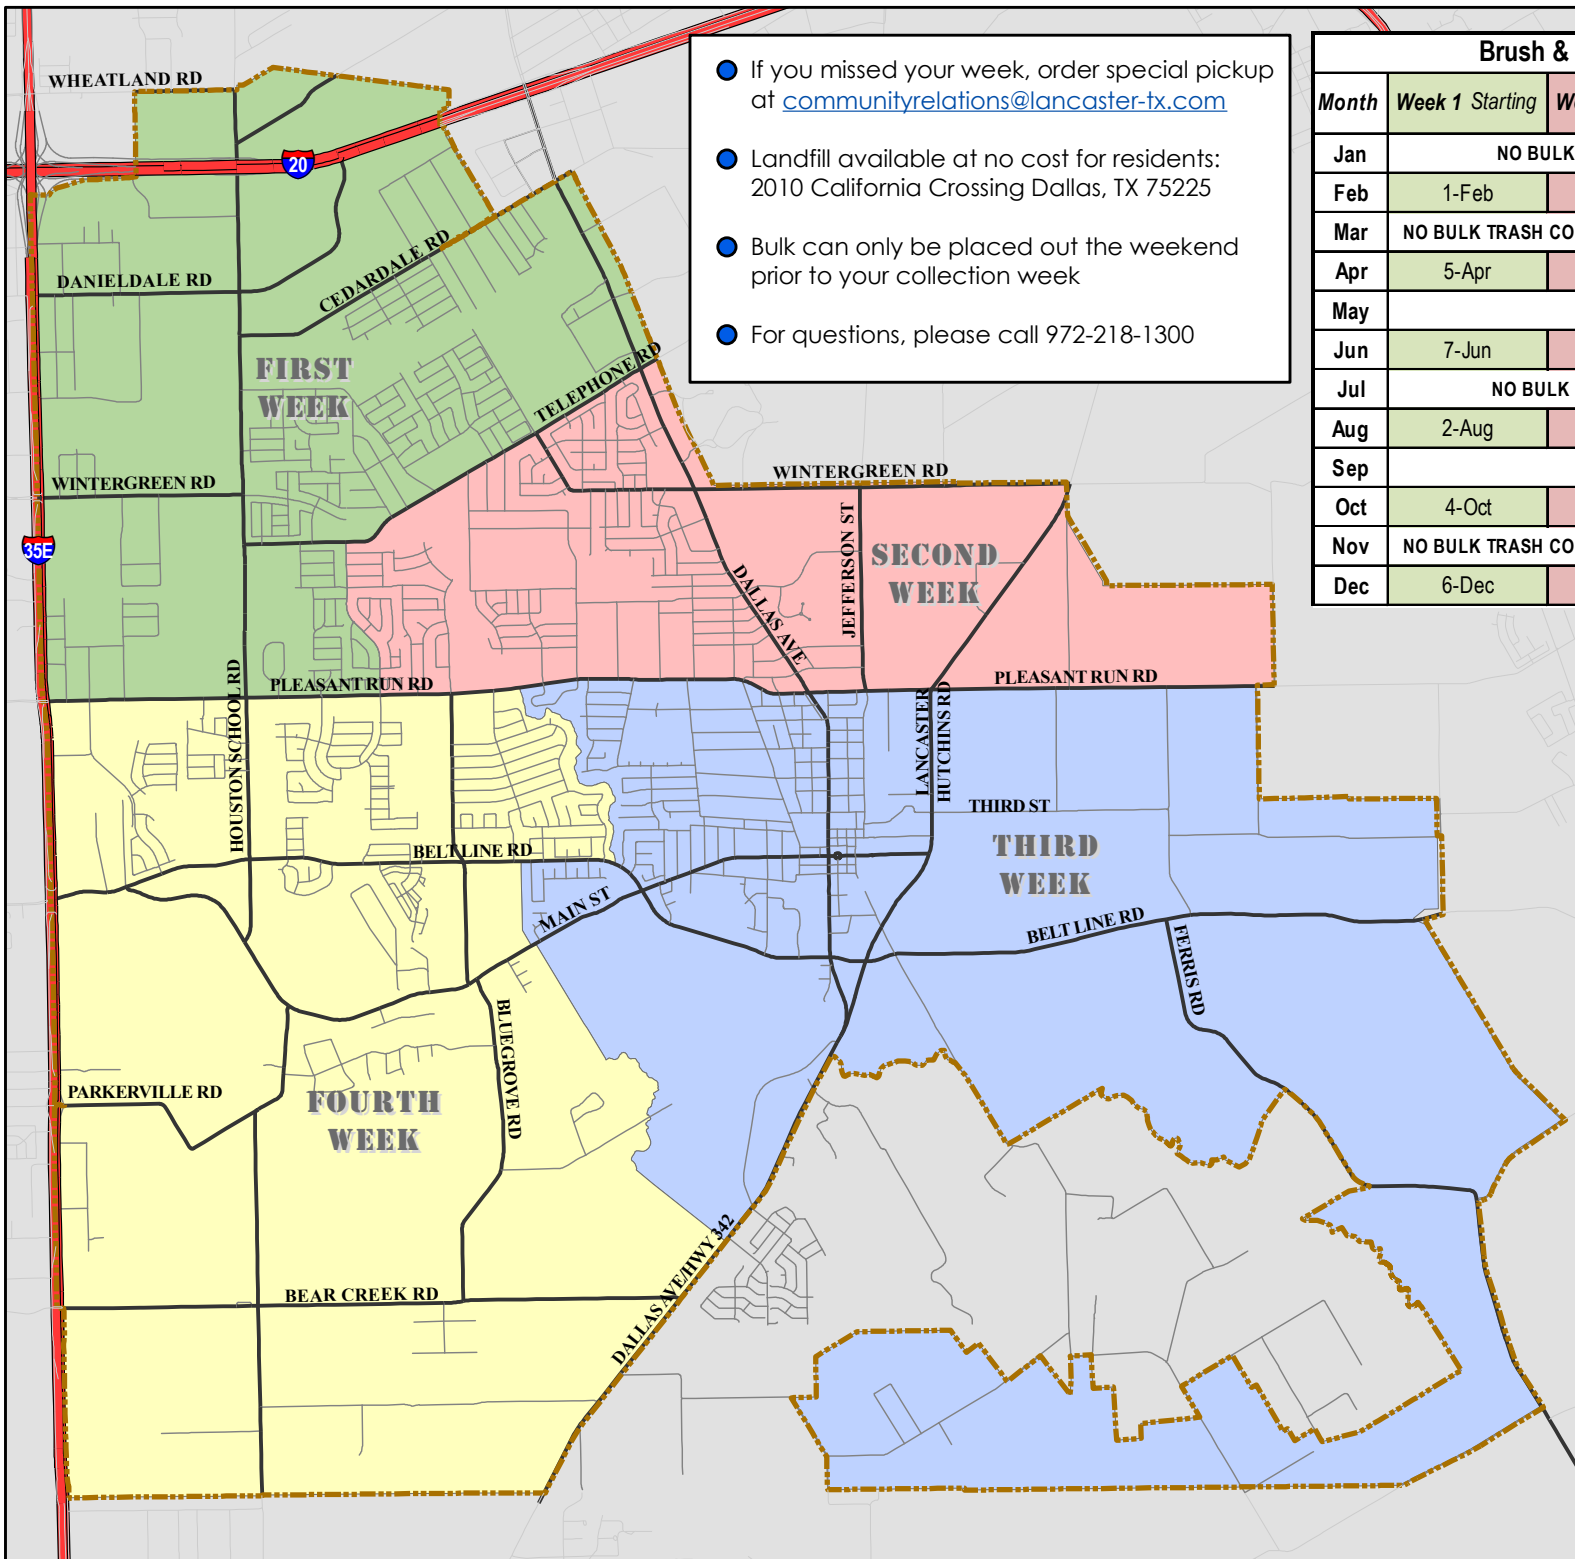 WHEATLAND RD
20
If you missed your week, order special pickup
at communityrelations@lancaster-tx.com
Landfill available at no cost for residents:
2010 California Crossing Dallas, TX 75225
Bulk can only be placed out the weekend
prior to your collection week
For questions, please call 972-218-1300
Brush &
Month Week 1 Starting
Jan NO BULK
Feb 1-Feb
Mar NO BULK TRASH CO
Apr 5-Apr
May
Jun 7-Jun
Jul NO BULK
Aug 2-Aug
Sep
Oct 4-Oct
Nov NO BULK TRASH CO
Dec 6-Dec
DANIELDALE RD
CEDARDALE RD
FIRST
WEEK
TELEPHONE RD
WINTERGREEN RD
WINTERGREEN RD
35E
JEFFERSON ST
SECOND
WEEK
DALLAS AVE
HOUSTON SCHOOL RD
PLEASANT RUN RD
PLEASANT RUN RD
LANCASTER
HUTCHINS RD
THIRD ST
THIRD
WEEK
BELT LINE RD
MAIN ST
BELT LINE RD
FERRIS RD
BLUEGROVE RD
PARKERVILLE RD
FOURTH
WEEK
DALLAS AVE/HWY 342
BEAR CREEK RD